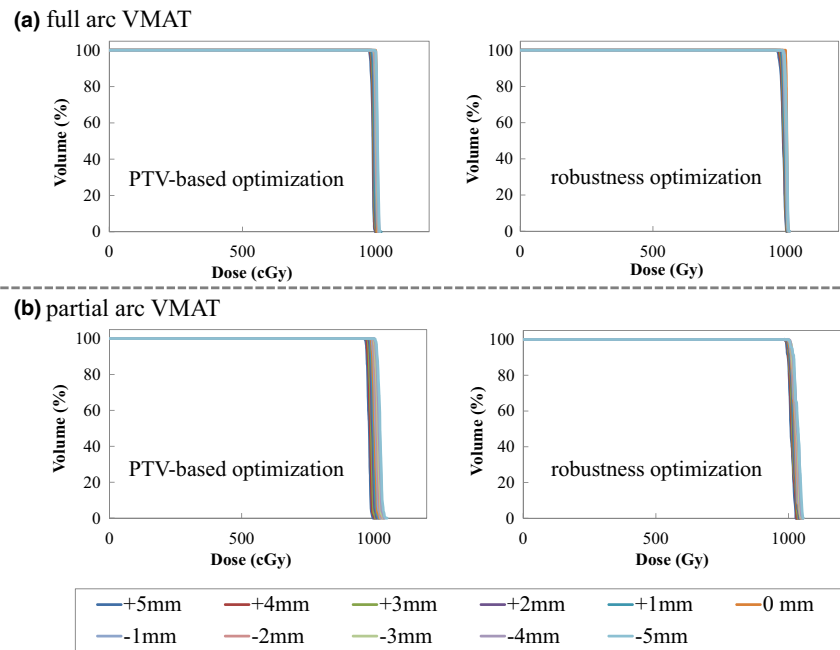 (a) full arc VMAT
Volume (%)
100
80
60
40
20
0
PTV-based optimization
0 500 1000
Dose (cGy)
Volume (%)
100
80
60
40
20
0
robustness optimization
0 500 1000
Dose (Gy)
(b) partial arc VMAT
Volume (%)
100
80
60
40
20
0
PTV-based optimization
0 500 1000
Dose (cGy)
Volume (%)
100
80
60
40
20
0
robustness optimization
0 500 1000
Dose (Gy)
+5mm +4mm +3mm +2mm +1mm 0 mm
-1mm -2mm -3mm -4mm -5mm